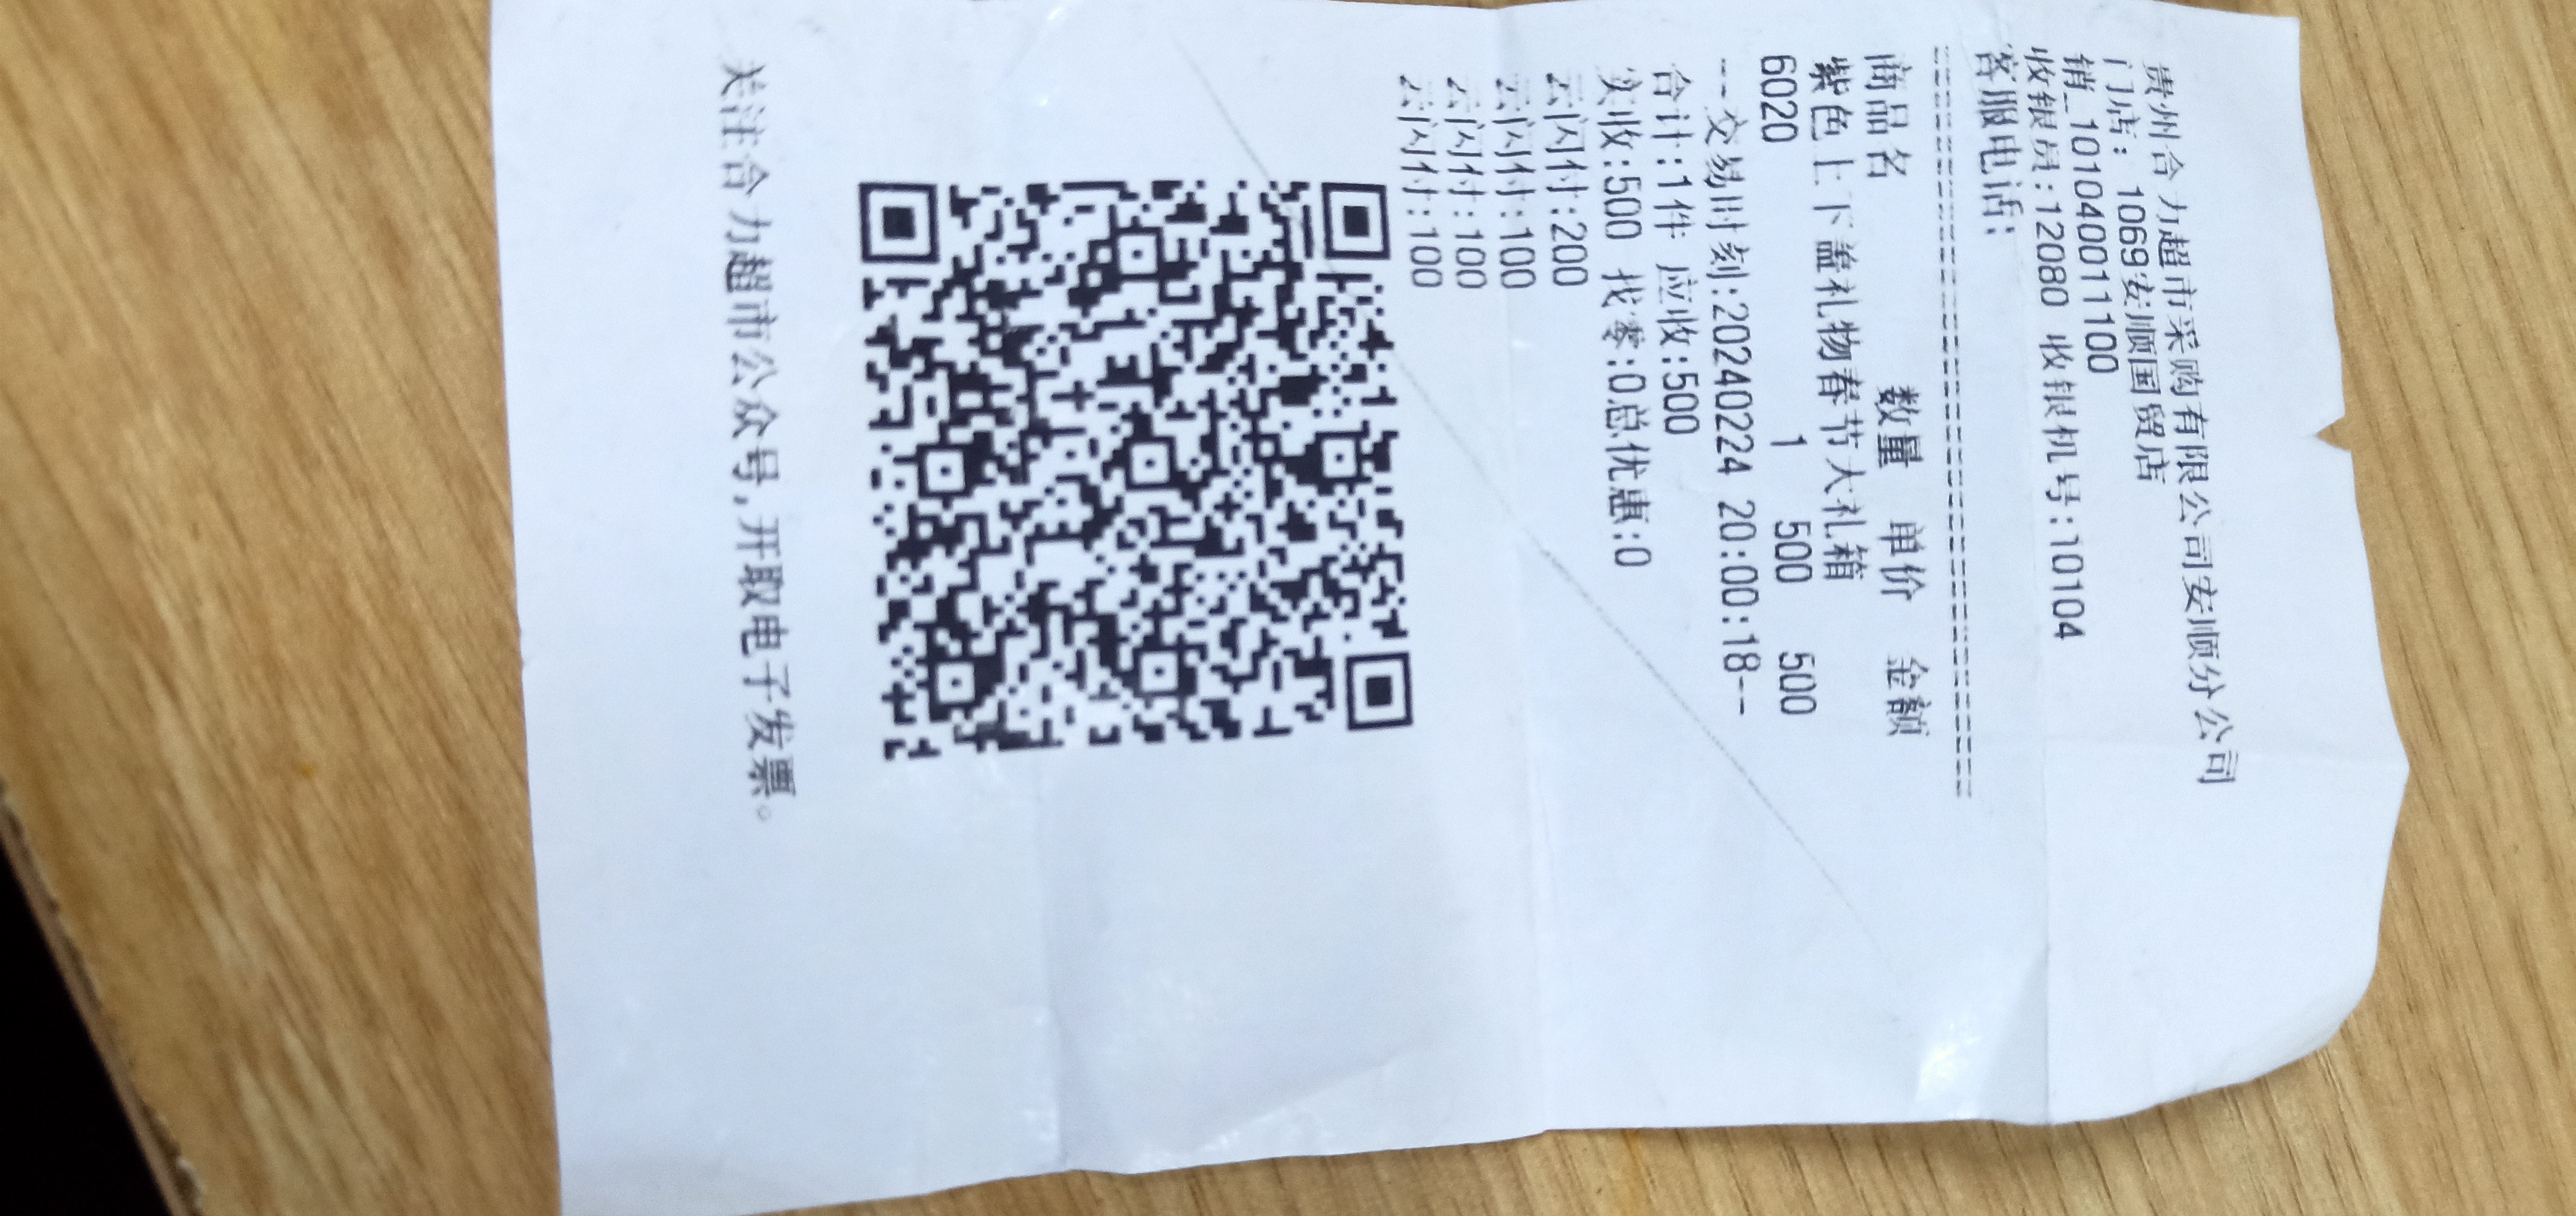 贵州合力超市采购有限公司安顺分公司
门店：1069安顺国贸店
销_10104001100
收银员:12080 收银机号:10104
客服电话:
商品名 数量 单价 金额
紫色上下盖礼物春节大礼箱
6020 1 500 500
--交易时刻:20240224 20:00:18--
合计:1件 应收:500
实收:500 找零:0总优惠:0
云闪付:200
云闪付:100
云闪付:100
云闪付:100
关注合力超市公众号,开取电子发票。